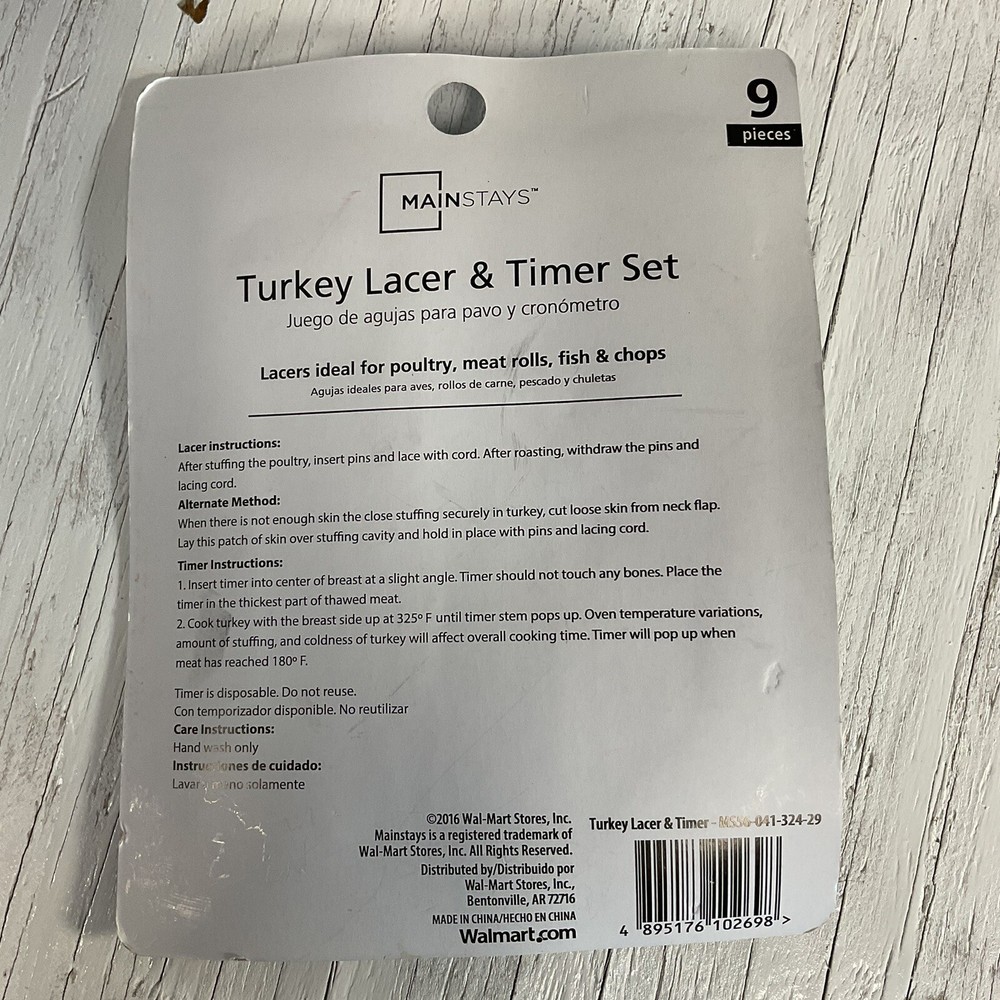 9
pieces
MAINSTAYS™
Turkey Lacer & Timer Set
Juego de agujas para pavo y cronómetro
Lacers ideal for poultry, meat rolls, fish & chops
Agujas ideales para aves, rollos de carne, pescado y chuletas
Lacer instructions:
After stuffing the poultry, insert pins and lace with cord. After roasting, withdraw the pins and
lacing cord.
Alternate Method:
When there is not enough skin the close stuffing securely in turkey, cut loose skin from neck flap.
Lay this patch of skin over stuffing cavity and hold in place with pins and lacing cord.
Timer Instructions:
1. Insert timer into center of breast at a slight angle. Timer should not touch any bones. Place the
timer in the thickest part of thawed meat.
2. Cook turkey with the breast side up at 325º F until timer stem pops up. Oven temperature variations,
amount of stuffing, and coldness of turkey will affect overall cooking time. Timer will pop up when
meat has reached 180º F.
Timer is disposable. Do not reuse.
Con temporizador disponible. No reutilizar
Care Instructions:
Hand wash only
de cuidado:
Lavar solamente
©2016 Wal-Mart Stores, Inc.
Mainstays is a registered trademark of
Wal-Mart Stores, Inc. All Rights Reserved.
Distributed by/Distribuido por
Wal-Mart Stores, Inc.,
Bentonville, AR 72716
MADE IN CHINA/HECHO EN CHINA
Walmart.com
Turkey Lacer & Timer - -041-324-29
4 895176 102698 >